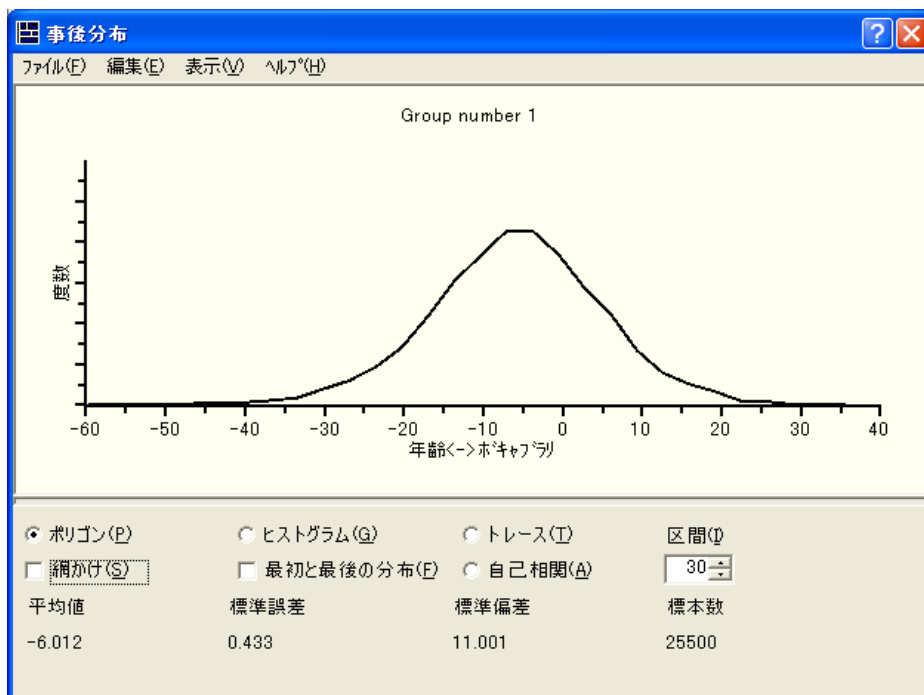 事後分布
ファイル(F) 編集(E) 表示(V) ヘルプ(H)
Group number 1
度数
-60 -50 -40 -30 -20 -10 0 10 20 30 40
年齢<->ボキャブラリ
ポリゴン(P) ヒストグラム(G) トレース(T) 区間(I)
網かけ(S) 最初と最後の分布(F) 自己相関(A) 30
平均値 標準誤差 標準偏差 標本数
-6.012 0.433 11.001 25500